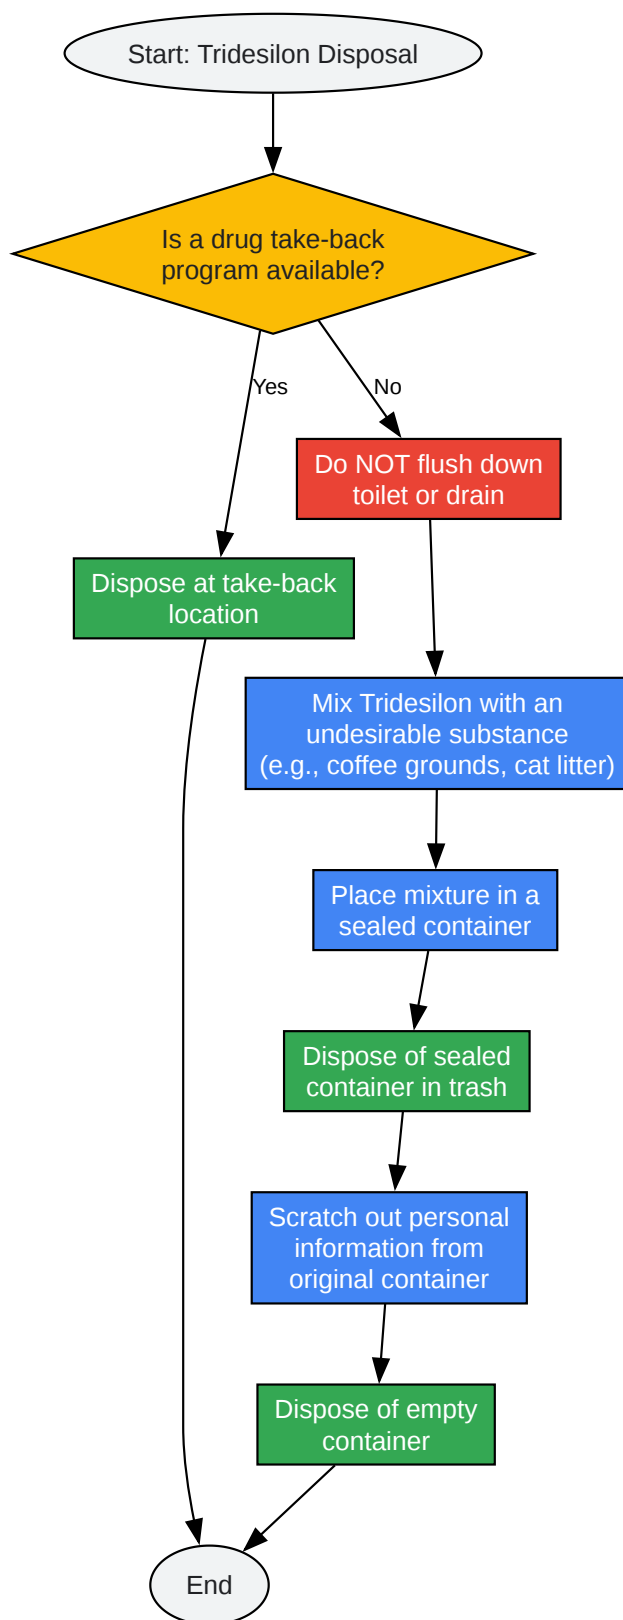 Start: Tridesilon Disposal
Is a drug take-back
program available?
Yes
No
Do NOT flush down
toilet or drain
Dispose at take-back
location
Mix Tridesilon with an
undesirable substance
(e.g., coffee grounds, cat litter)
Place mixture in a
sealed container
Dispose of sealed
container in trash
Scratch out personal
information from
original container
Dispose of empty
container
End